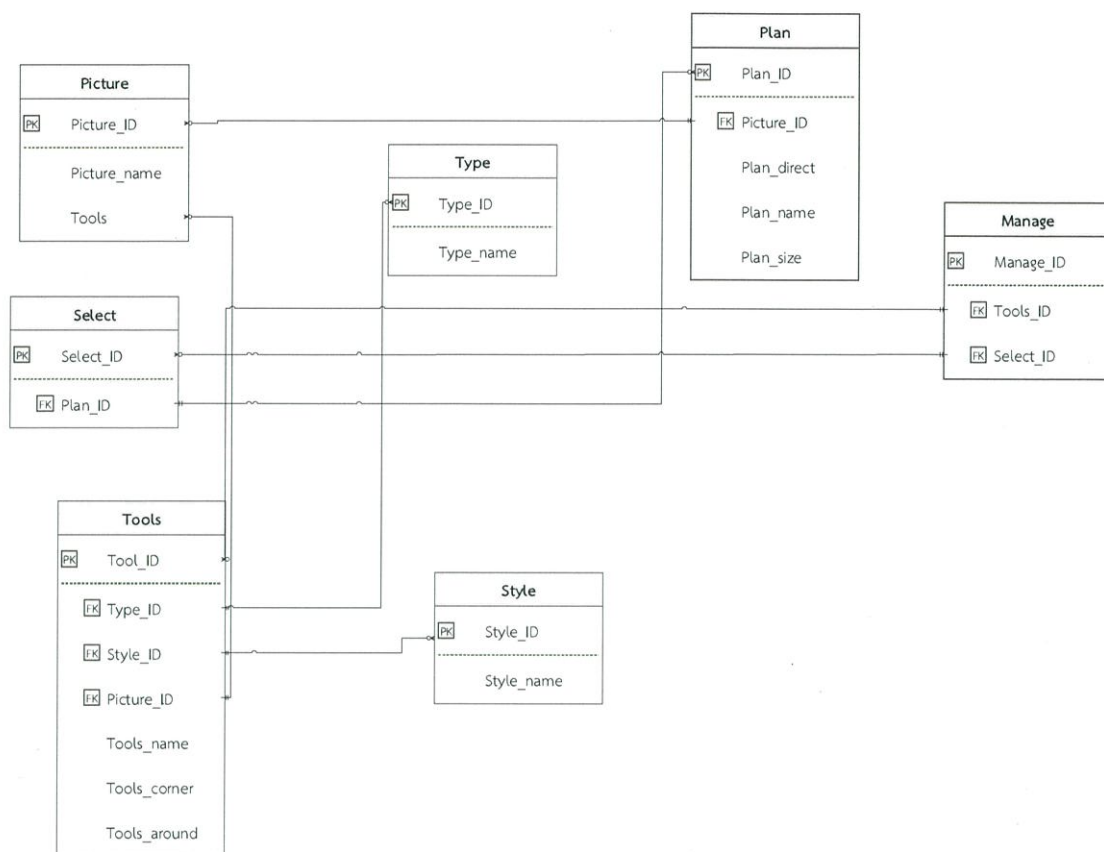 Picture
PK Picture_ID
Picture_name
Tools
Plan
PK Plan_ID
FK Picture_ID
Plan_direct
Plan_name
Plan_size
Type
PK Type_ID
Type_name
Manage
PK Manage_ID
FK Tools_ID
FK Select_ID
Select
PK Select_ID
FK Plan_ID
Tools
PK Tool_ID
FK Type_ID
FK Style_ID
FK Picture_ID
Tools_name
Tools_corner
Tools_around
Style
PK Style_ID
Style_name